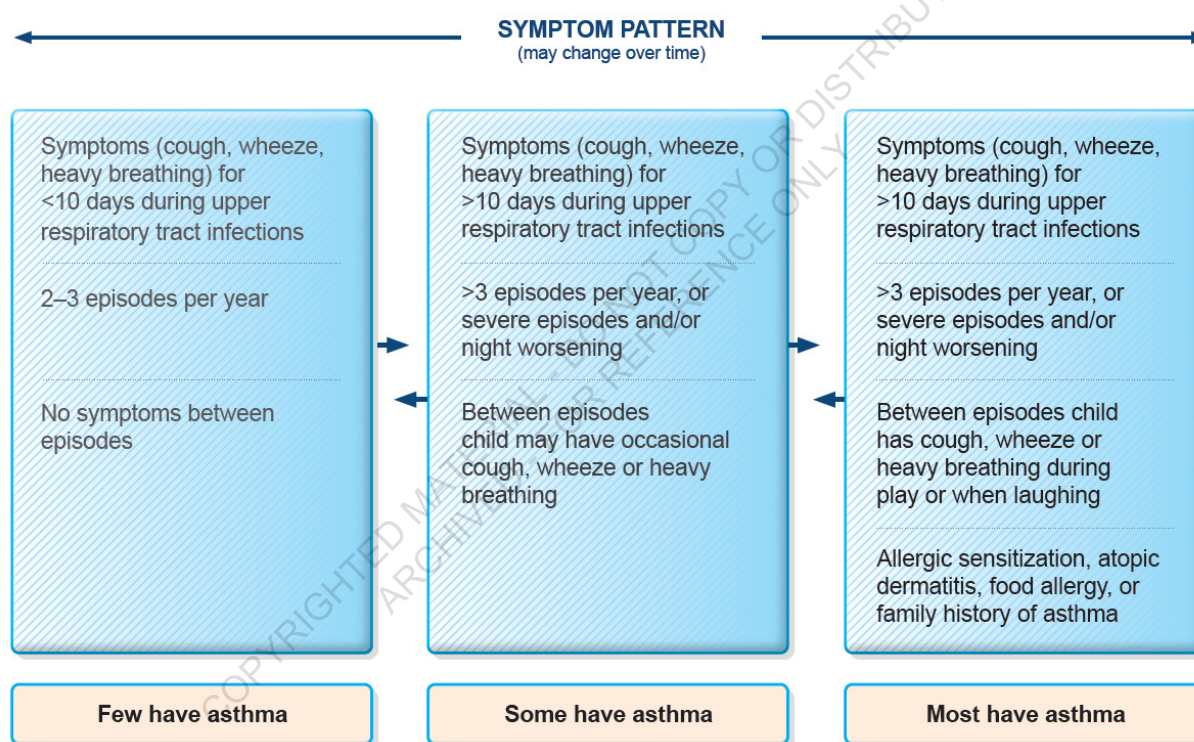 SYMPTOM PATTERN
(may change over time)
Symptoms (cough, wheeze,
heavy breathing) for
<10 days during upper
respiratory tract infections
2–3 episodes per year
No symptoms between
episodes
Few have asthma
Symptoms (cough, wheeze,
heavy breathing) for
>10 days during upper
respiratory tract infections
>3 episodes per year, or
severe episodes and/or
night worsening
Between episodes
child may have occasional
cough, wheeze or heavy
breathing
Some have asthma
Symptoms (cough, wheeze,
heavy breathing) for
>10 days during upper
respiratory tract infections
>3 episodes per year, or
severe episodes and/or
night worsening
Between episodes child
has cough, wheeze or
heavy breathing during
play or when laughing
Allergic sensitization, atopic
dermatitis, food allergy, or
family history of asthma
Most have asthma
COPYRIGHTED MATERIAL - DO NOT COPY OR
ARCHIVED - FOR REFERENCE ONLY